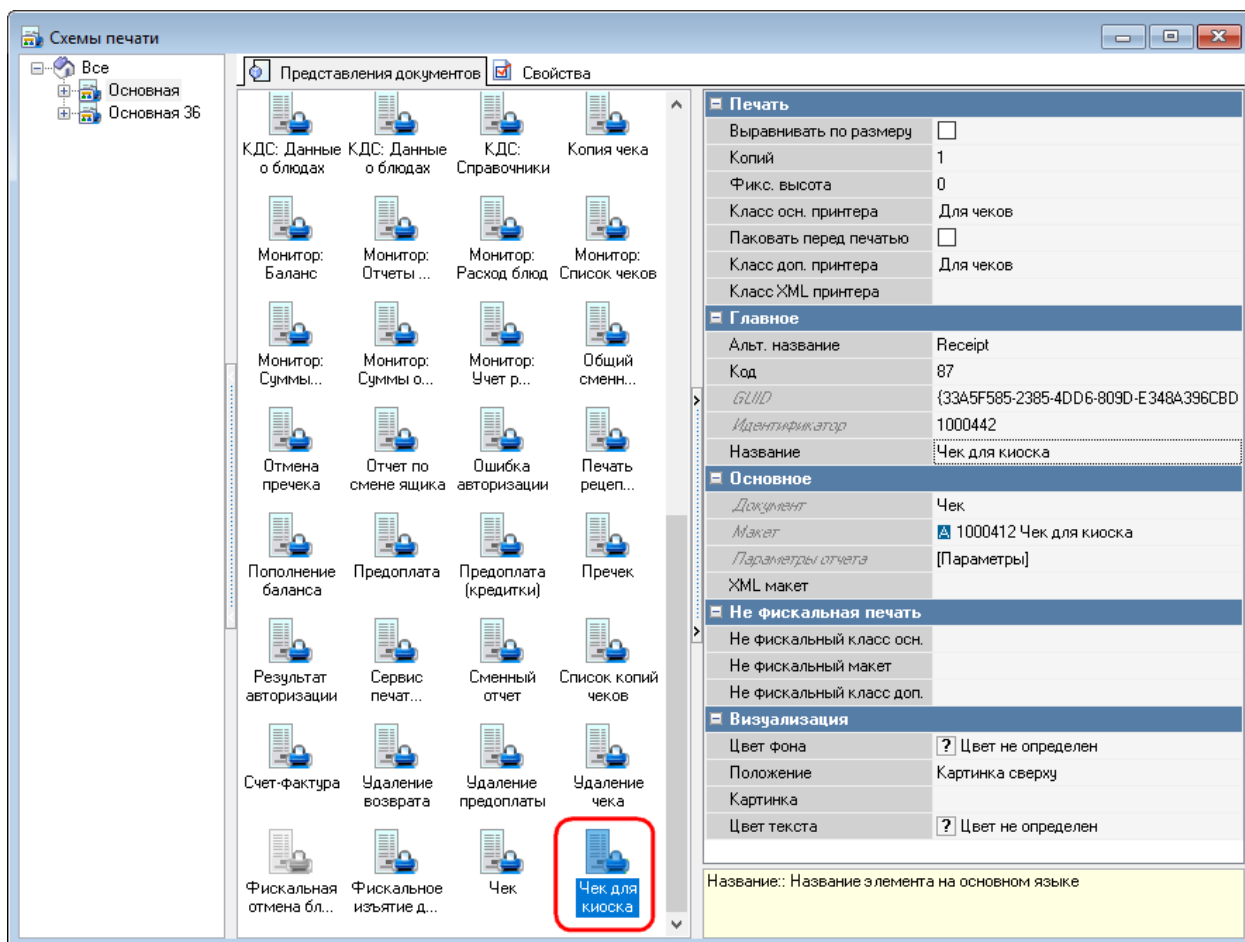 Схемы печати
Все
Основная
Основная 36
Представления документов
Свойства
КДС: Данные о блюдах
КДС: Данные о блюдах
КДС: Справочники
Копия чека
Монитор: Баланс
Монитор: Отчеты ...
Монитор: Расход блюд
Монитор: Список чеков
Монитор: Суммы...
Монитор: Суммы о...
Монитор: Учет р...
Общий сменн...
Отмена пречека
Отчет по смене ящика
Ошибка авторизации
Печать рецеп...
Пополнение баланса
Предоплата
Предоплата (кредитки)
Пречек
Результат авторизации
Сервис печат...
Сменный отчет
Список копий чеков
Счет-фактура
Удаление возврата
Удаление предоплаты
Удаление чека
Фискальная отмена бл...
Фискальное изъятие д...
Чек
Чек для киоска
Печать
Выравнивать по размеру
Копий 1
Фикс. высота 0
Класс осн. принтера Для чеков
Паковать перед печатью
Класс доп. принтера Для чеков
Класс XML принтера
Главное
Альт. название Receipt
Код 87
GUID {33A5F585-2385-4DD6-809D-E348A396CBD
Идентификатор 1000442
Название Чек для киоска
Основное
Документ Чек
Макет A 1000412 Чек для киоска
Параметры отчета [Параметры]
XML макет
Не фискальная печать
Не фискальный класс осн.
Не фискальный макет
Не фискальный класс доп.
Визуализация
Цвет фона ? Цвет не определен
Положение Картинка сверху
Картинка
Цвет текста ? Цвет не определен
Название:: Название элемента на основном языке